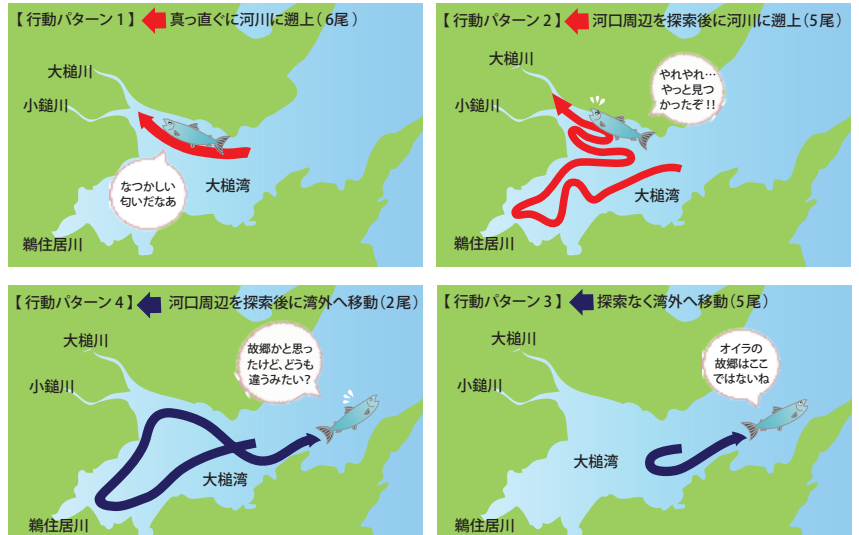 【行動パターン1】 真っ直ぐに河川に遡上(6尾)
大槌川
小鎚川
なつかしい
匂いだなあ
大槌湾
鵜住居川
【行動パターン2】 河口周辺を探索後に河川に遡上(5尾)
やれやれ…
やっと見つ
かったぞ!!
大槌川
小鎚川
大槌湾
鵜住居川
【行動パターン4】 河口周辺を探索後に湾外へ移動(2尾)
故郷かと思っ
たけど、どうも
違うみたい?
大槌川
小鎚川
大槌湾
鵜住居川
【行動パターン3】 探索なく湾外へ移動(5尾)
オイラの
故郷はここ
ではないね
大槌川
小鎚川
大槌湾
鵜住居川